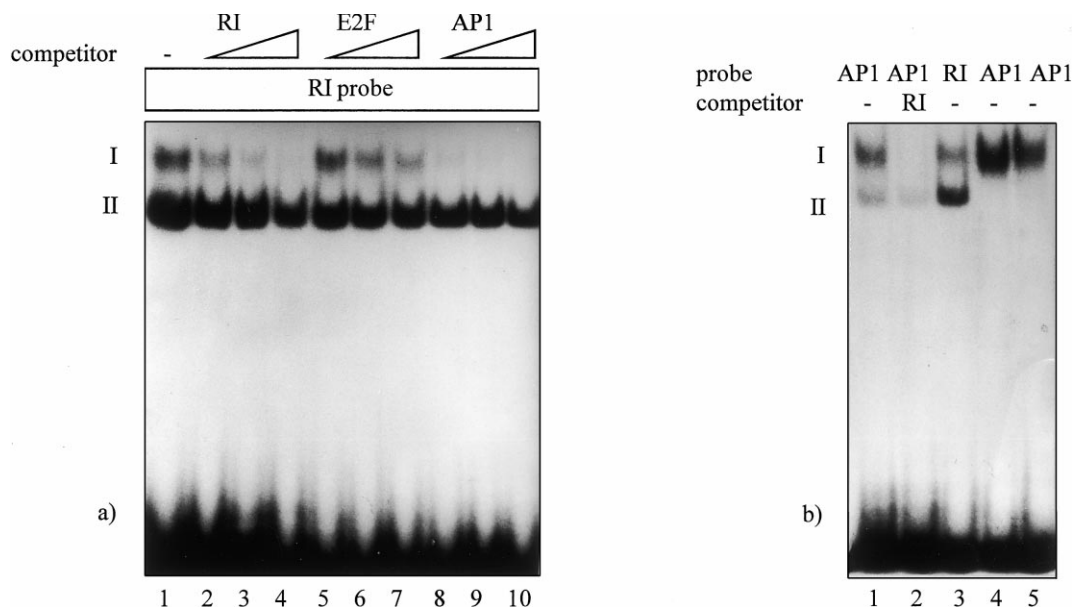 RI E2F AP1
competitor -
RI probe
I
II
a)
1 2 3 4 5 6 7 8 9 10
probe AP1 AP1 RI AP1 AP1
competitor - RI - - -
I
II
b)
1 2 3 4 5